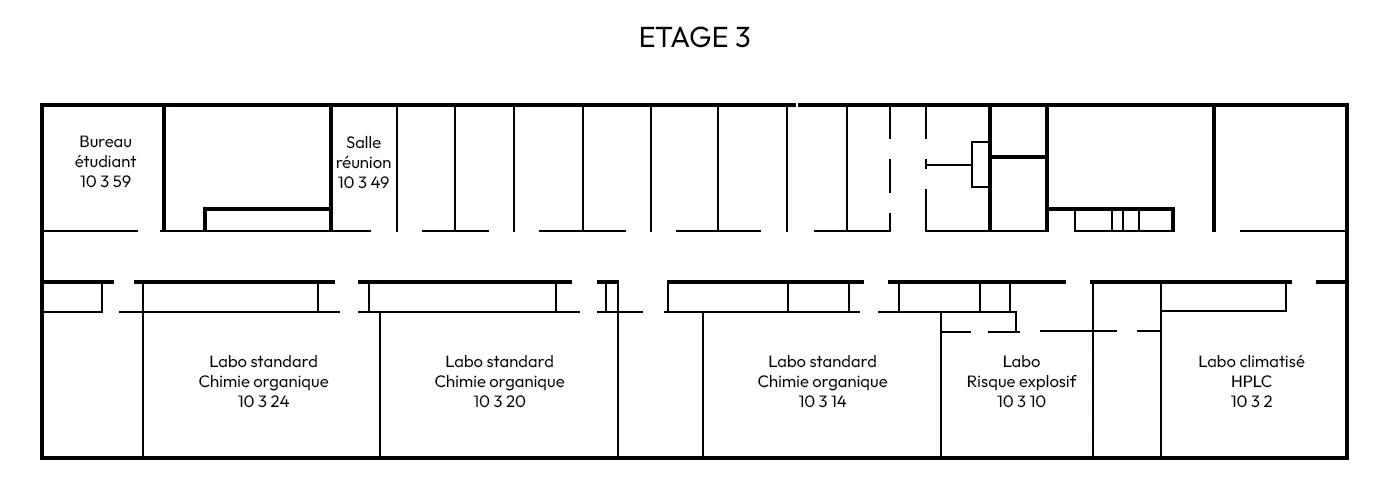 ETAGE 3
Bureau
étudiant
10 3 59
Salle
réunion
10 3 49
Labo standard
Chimie organique
10 3 24
Labo standard
Chimie organique
10 3 20
Labo standard
Chimie organique
10 3 14
Labo
Risque explosif
10 3 10
Labo climatisé
HPLC
10 3 2